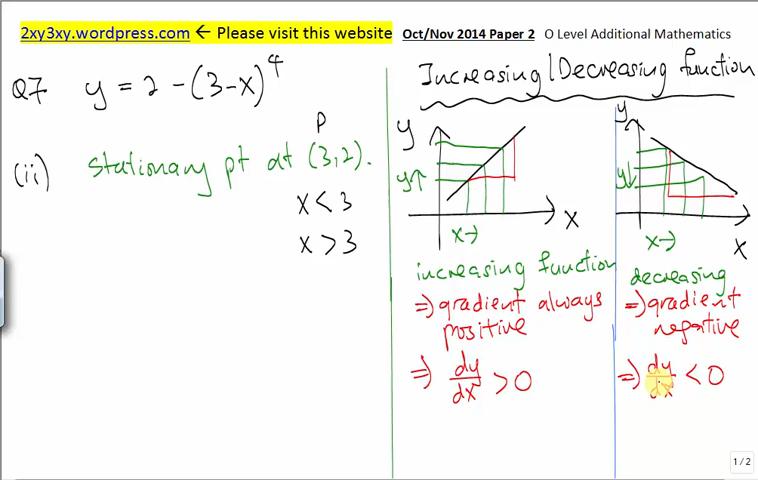 2xy3xy.wordpress.com ← Please visit this website Oct/Nov 2014 Paper 2 O Level Additional Mathematics
Q7 y = 2 - (3-x)^4
(ii) stationary pt at (3,2).
P
x < 3
x > 3
Increasing/Decreasing function
y
y↑
x→
x
increasing function
⇒ gradient always
positive
⇒ dy/dx > 0
y
y↓
x→
x
decreasing
⇒ gradient
negative
⇒ dy/dx < 0
1/2